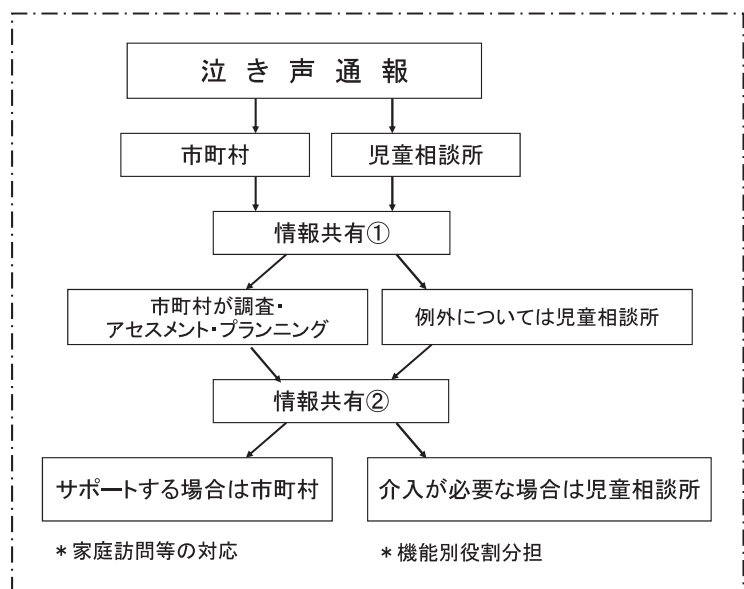 泣き声通報
市町村
児童相談所
情報共有①
市町村が調査・
アセスメント・プランニング
例外については児童相談所
情報共有②
サポートする場合は市町村
介入が必要な場合は児童相談所
＊家庭訪問等の対応
＊機能別役割分担